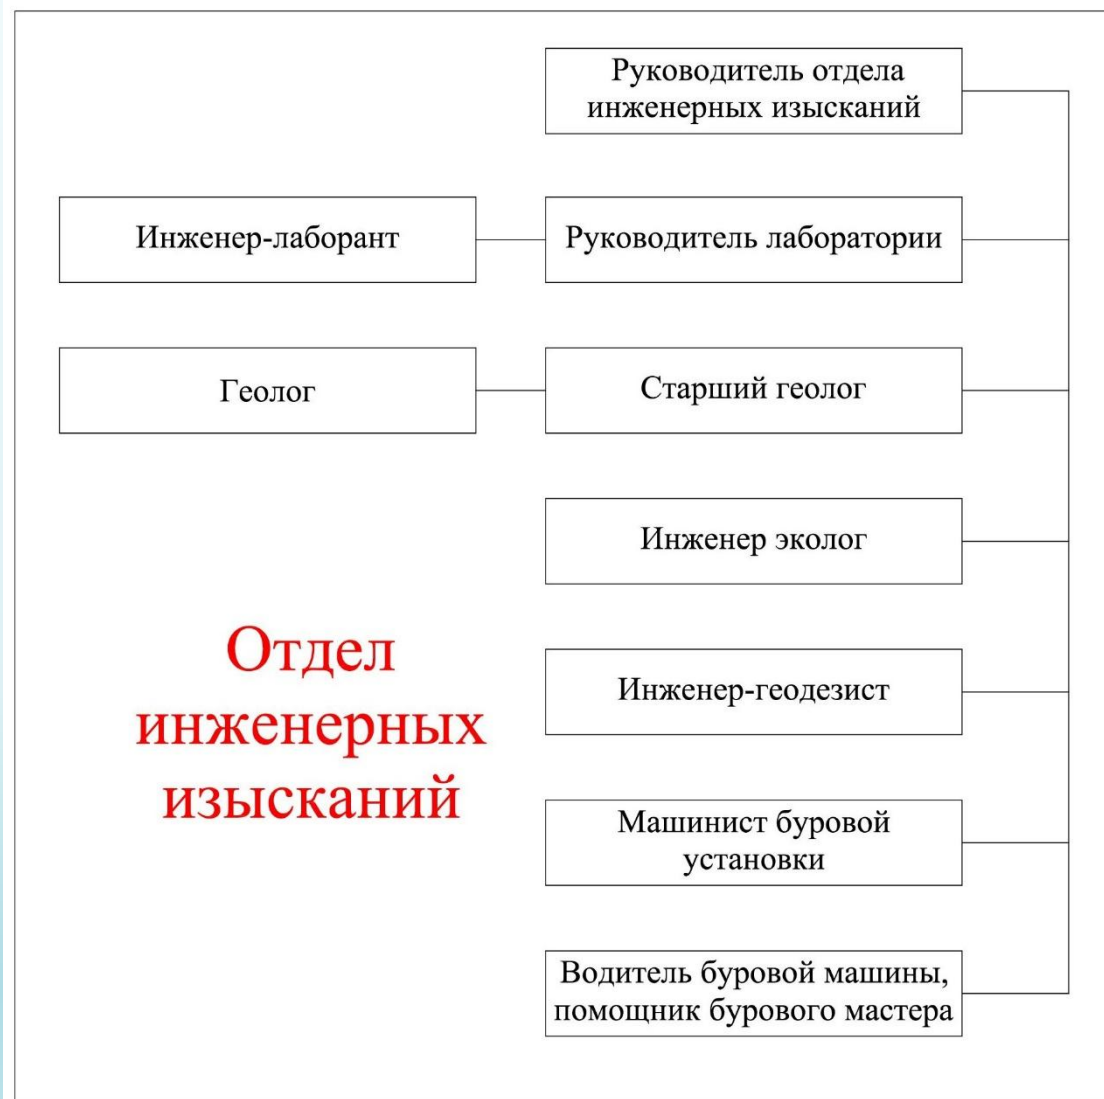 Руководитель отдела
инженерных изысканий
Инженер-лаборант
Руководитель лаборатории
Геолог
Старший геолог
Инженер эколог
Отдел
инженерных
изысканий
Инженер-геодезист
Машинист буровой
установки
Водитель буровой машины,
помощник бурового мастера